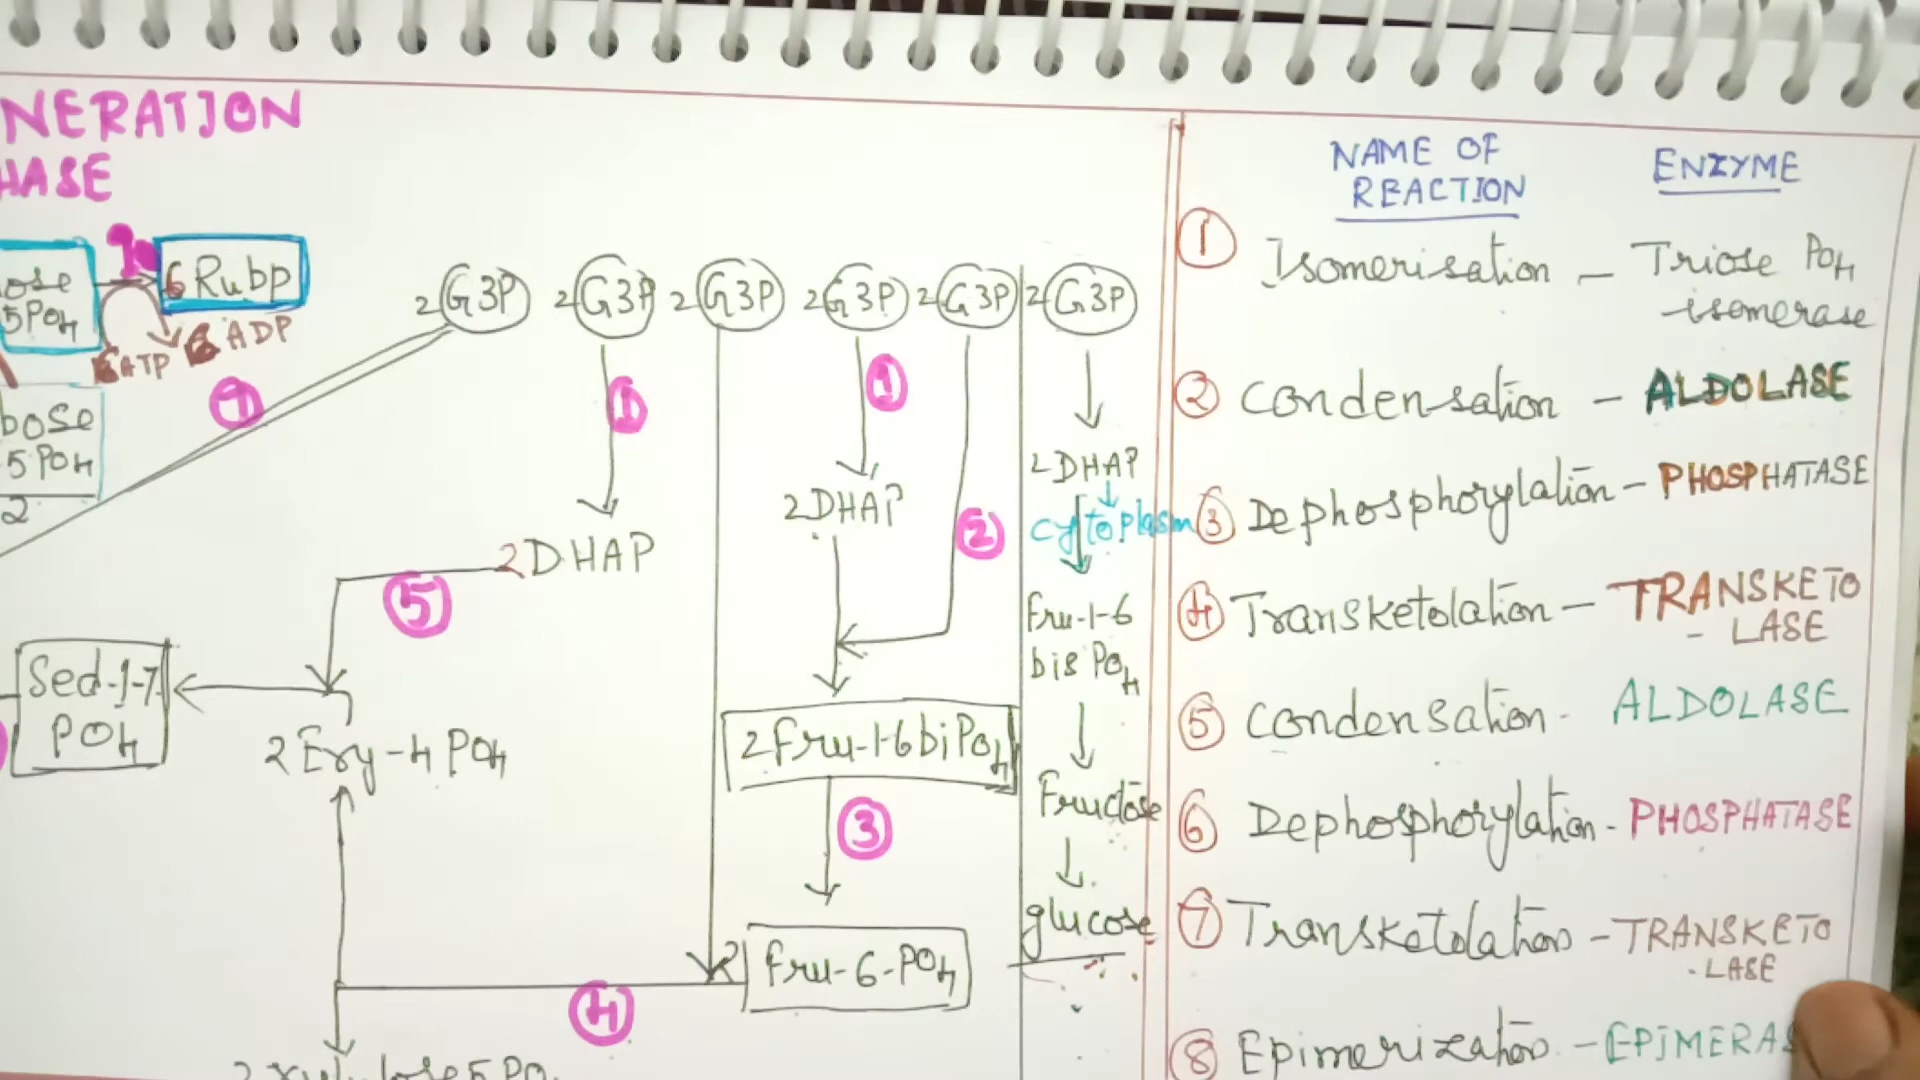 NERATION
HASE
ose
5 PO4
6 Rubp
6 ATP
6 ADP
bose
5 PO4
2
7
2 G3P
2 G3P
2 G3P
2 G3P
2 G3P
2 G3P
1
1
2 DHAP
2 DHAP
2 DHAP
cytoplasm
2
5
Fru-1-6
bis PO4
Sed-1-7
PO4
2 Ery-4 PO4
2 Fru-1-6 bi PO4
Fructose
3
glucose
2 Fru-6-PO4
4
NAME OF
REACTION
ENZYME
1 Isomerisation – Triose PO4
isomerase
2 Condensation – ALDOLASE
3 Dephosphorylation – PHOSPHATASE
4 Transketolation – TRANSKETO
- LASE
5 Condensation - ALDOLASE
6 Dephosphorylation - PHOSPHATASE
7 Transketolation – TRANSKETO
- LASE
8 Epimerization – EPIMERAS